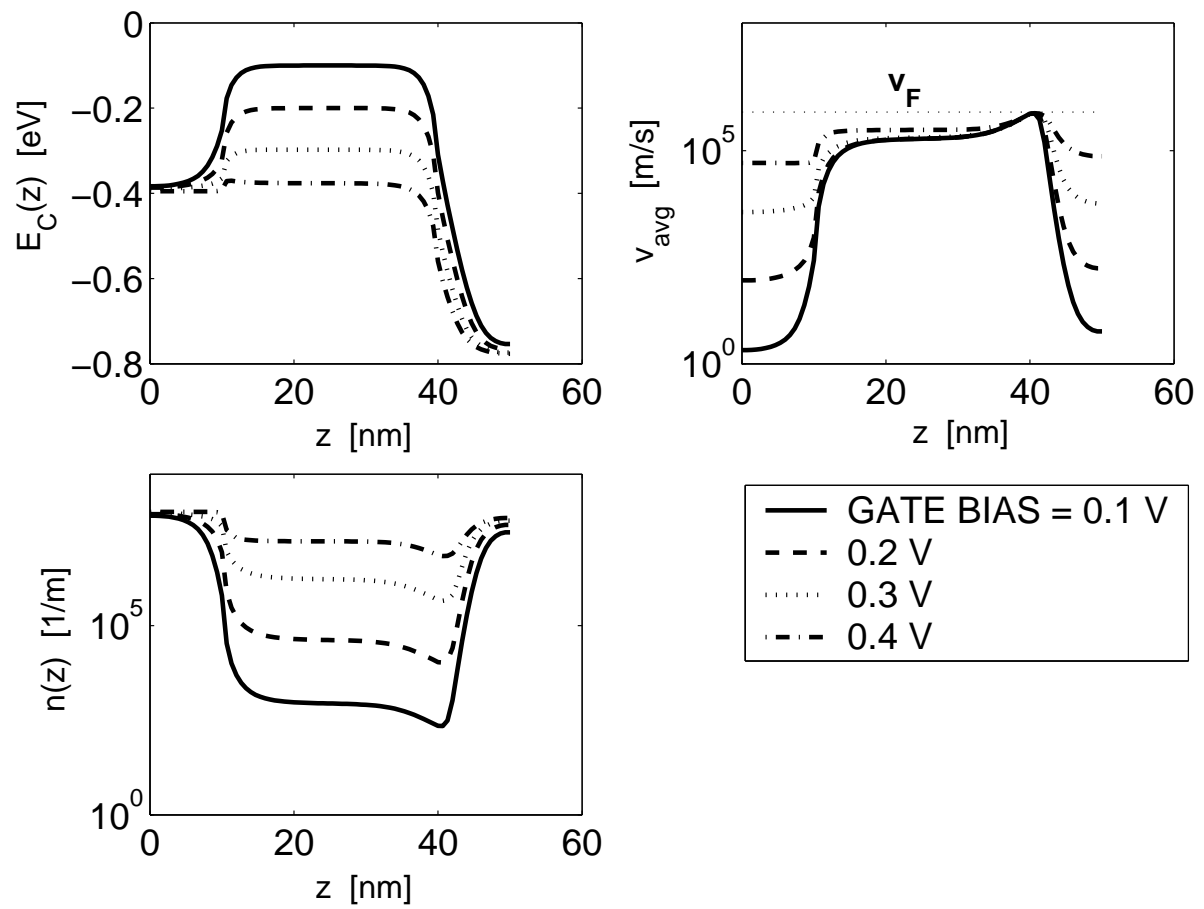 0
−0.2
−0.4
−0.6
−0.8
E_C(z) [eV]
0 20 40 60
z [nm]
v_F
10^5
10^0
v_avg [m/s]
0 20 40 60
z [nm]
10^5
10^0
n(z) [1/m]
0 20 40 60
z [nm]
GATE BIAS = 0.1 V
0.2 V
0.3 V
0.4 V